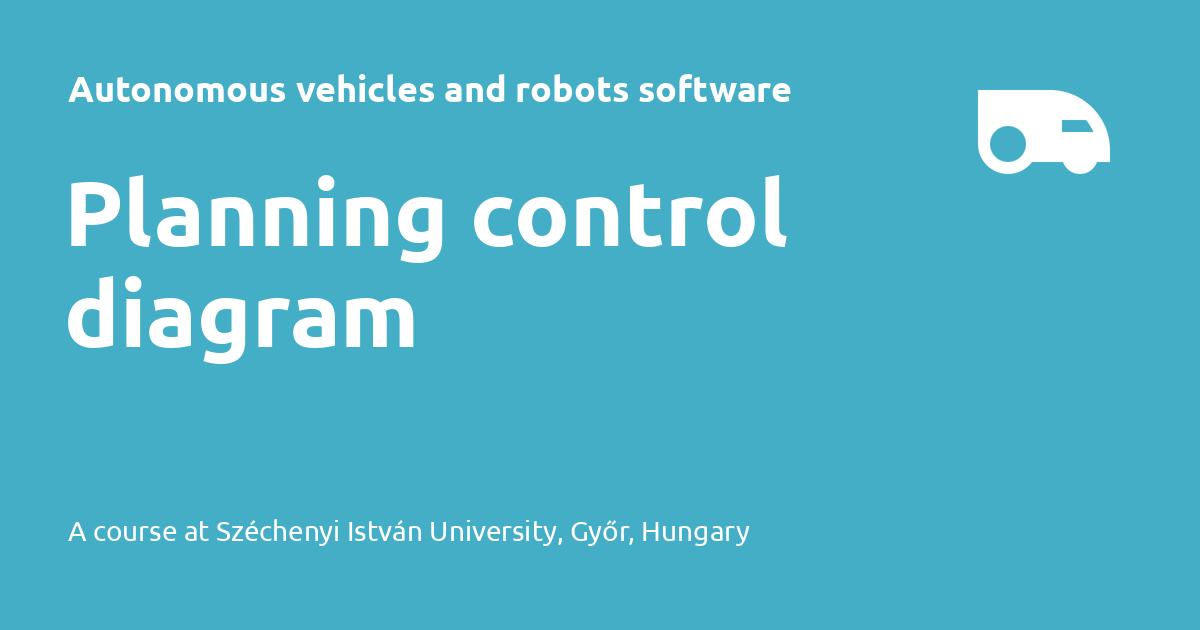 Autonomous vehicles and robots software
Planning control
diagram
A course at Széchenyi István University, Győr, Hungary